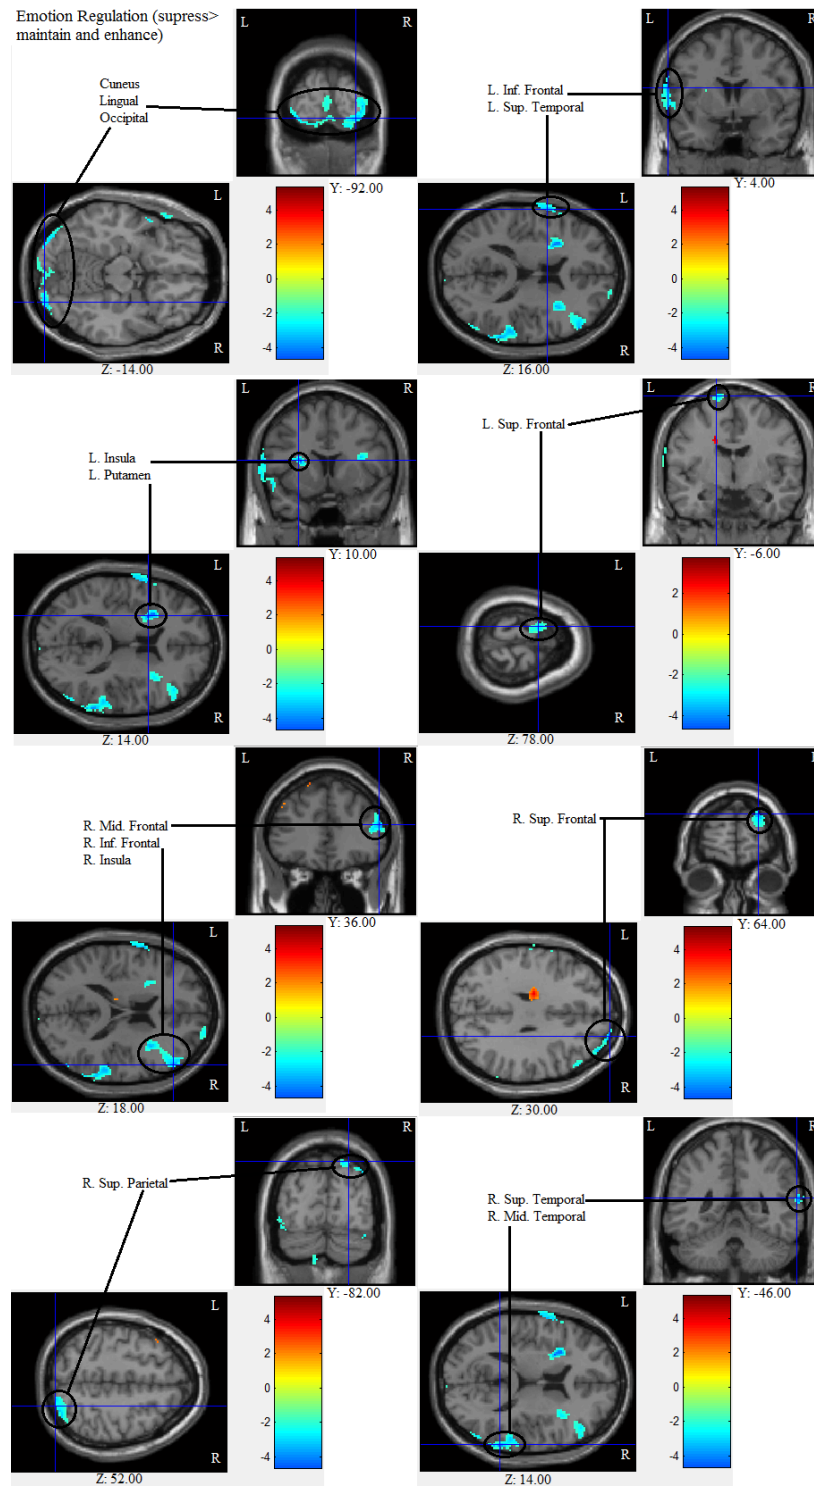 Emotion Regulation (supress>
maintain and enhance)
L R
Cuneus
Lingual
Occipital
Y: -92.00
L
R
Z: -14.00
4
2
0
-2
-4
L R
L. Inf. Frontal
L. Sup. Temporal
Y: 4.00
L
R
Z: 16.00
4
2
0
-2
-4
L R
L. Insula
L. Putamen
Y: 10.00
L
R
Z: 14.00
4
2
0
-2
-4
L R
L. Sup. Frontal
Y: -6.00
L
R
Z: 78.00
2
0
-2
-4
L R
R. Mid. Frontal
R. Inf. Frontal
R. Insula
Y: 36.00
L
R
Z: 18.00
4
2
0
-2
-4
L
R. Sup. Frontal
Y: 64.00
L
R
Z: 30.00
4
2
0
-2
-4
L R
R. Sup. Parietal
Y: -82.00
L
R
Z: 52.00
4
2
0
-2
-4
L R
R. Sup. Temporal
R. Mid. Temporal
Y: -46.00
L
R
Z: 14.00
4
2
0
-2
-4